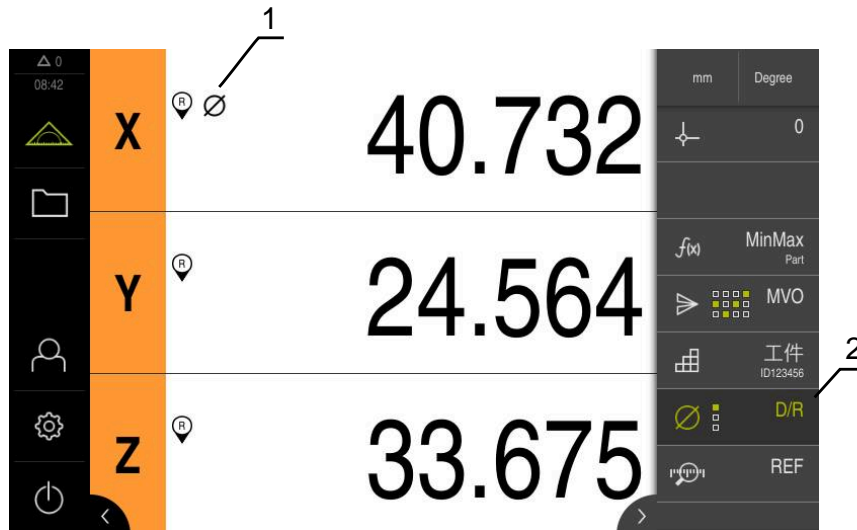 1
0
08:42
X
R
40.732
Y
R
24.564
Z
R
33.675
mm
Degree
0
f(x)
MinMax
Part
MVO
工件
ID123456
D/R
REF
2